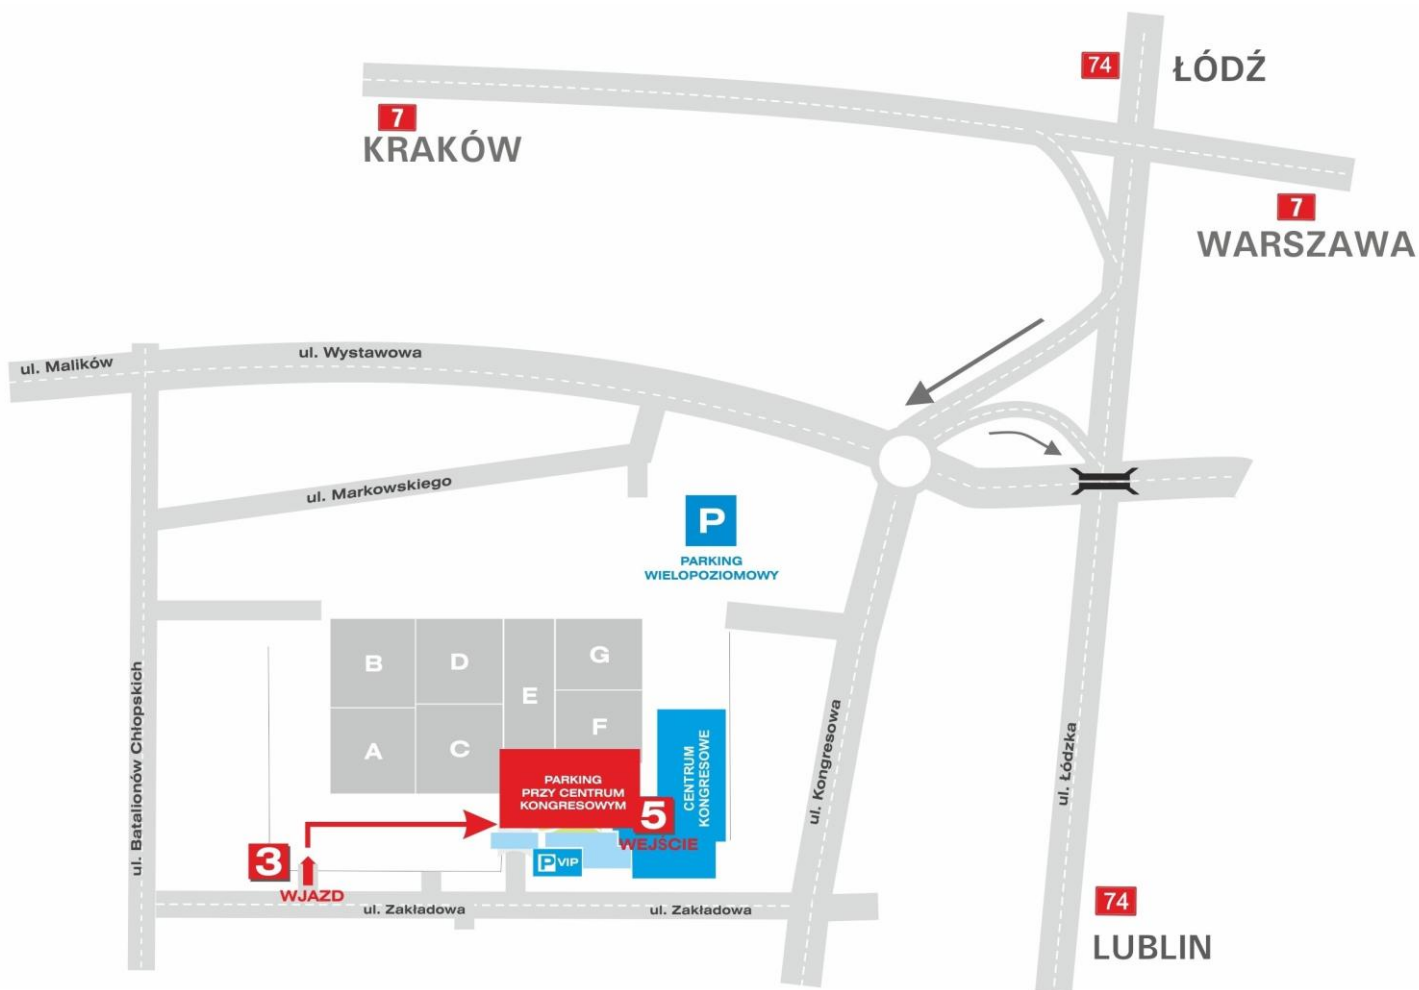 74
ŁÓDŹ
7
KRAKÓW
7
WARSZAWA
ul. Malików
ul. Wystawowa
ul. Markowskiego
P
PARKING
WIELOPOZIOMOWY
ul. Batalionów Chłopskich
B
D
E
G
A
C
F
PARKING
PRZY CENTRUM
KONGRESOWYM
CENTRUM
KONGRESOWE
5
WEJŚCIE
ul. Kongresowa
ul. Łódzka
3
WJAZD
P VIP
ul. Zakładowa
ul. Zakładowa
74
LUBLIN